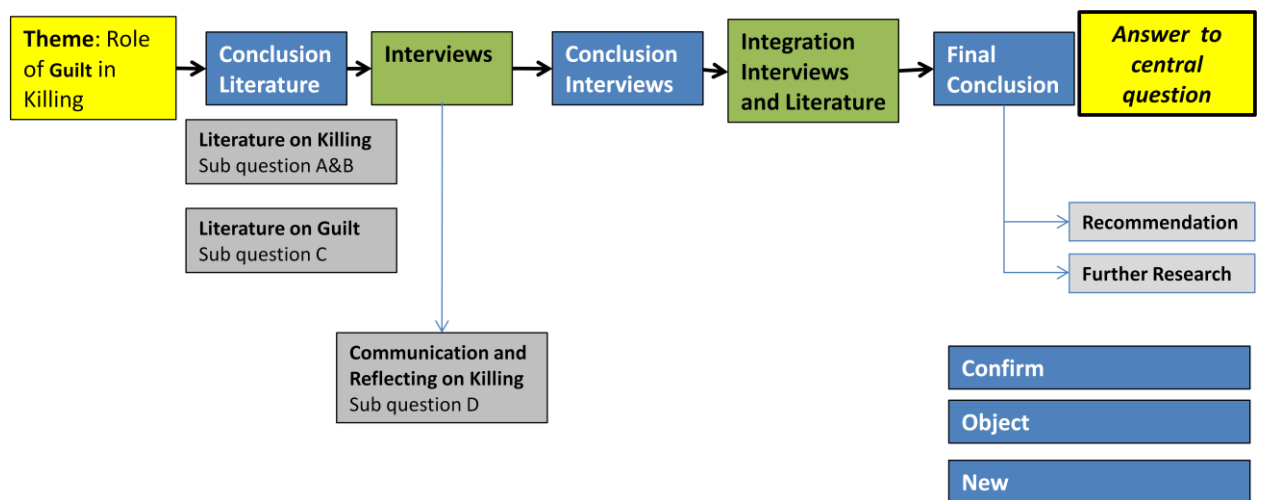 Theme: Role
of Guilt in
Killing
Conclusion
Literature
Interviews
Conclusion
Interviews
Integration
Interviews
and Literature
Final
Conclusion
Answer to
central
question
Literature on Killing
Sub question A&B
Literature on Guilt
Sub question C
Communication and
Reflecting on Killing
Sub question D
Recommendation
Further Research
Confirm
Object
New